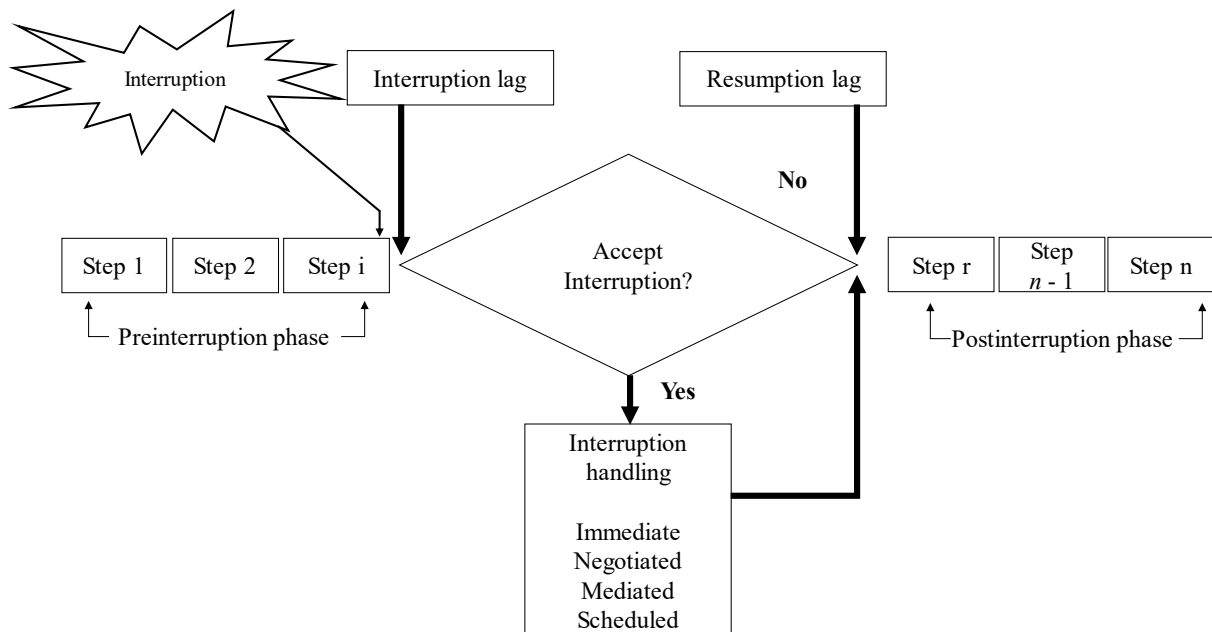 Interruption
Interruption lag
Resumption lag
No
Accept
Interruption?
Step 1
Step 2
Step i
Step r
Step
n - 1
Step n
Preinterruption phase
Postinterruption phase
Yes
Interruption
handling
Immediate
Negotiated
Mediated
Scheduled